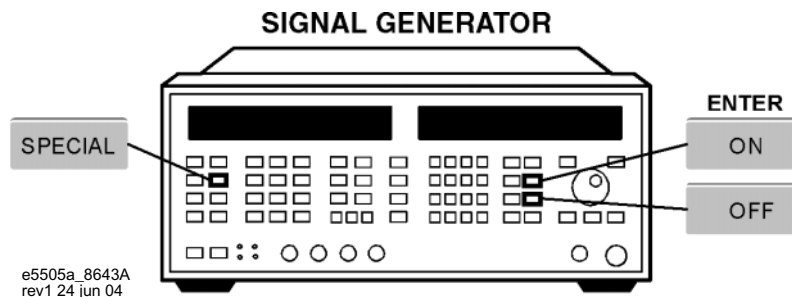 SIGNAL GENERATOR
ENTER
SPECIAL
ON
OFF
e5505a_8643A
rev1 24 jun 04